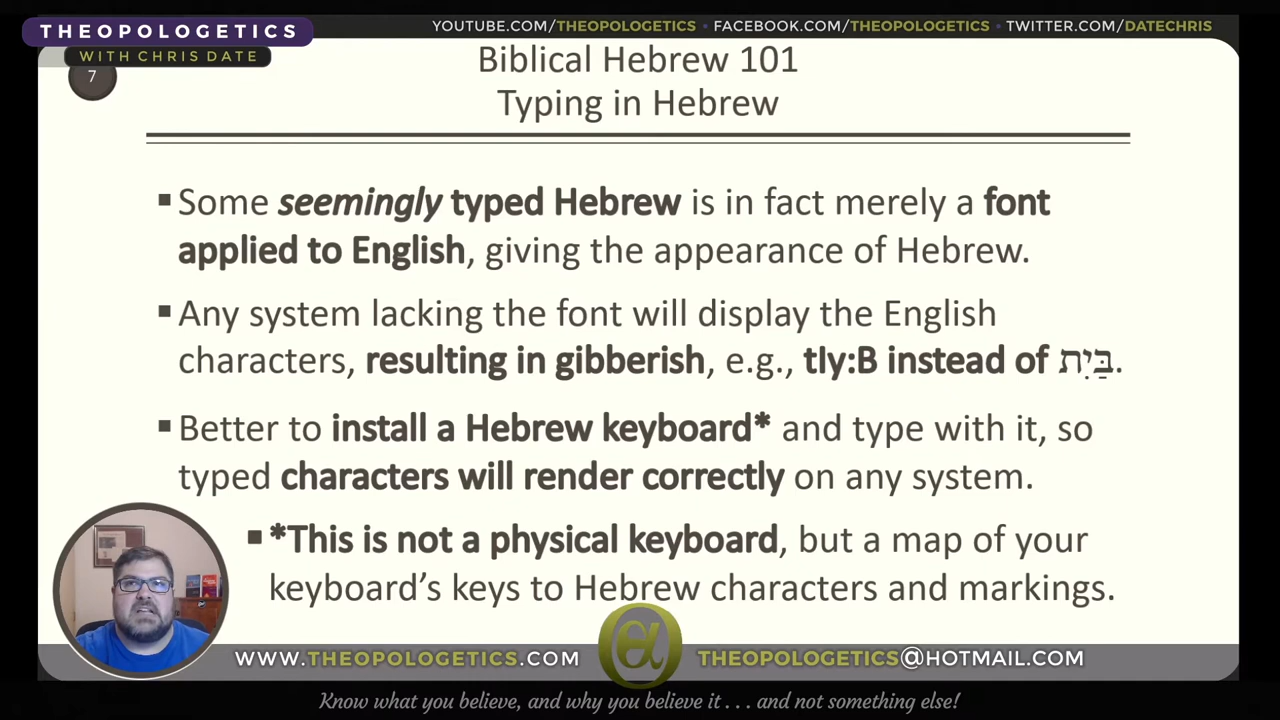 THEOPOLOGETICS
WITH CHRIS DATE
YOUTUBE.COM/THEOPOLOGETICS • FACEBOOK.COM/THEOPOLOGETICS • TWITTER.COM/DATECHRIS
7
Biblical Hebrew 101
Typing in Hebrew
▪ Some seemingly typed Hebrew is in fact merely a font
applied to English, giving the appearance of Hebrew.
▪ Any system lacking the font will display the English
characters, resulting in gibberish, e.g., tIy:B instead of בַּיִת.
▪ Better to install a Hebrew keyboard* and type with it, so
typed characters will render correctly on any system.
▪ *This is not a physical keyboard, but a map of your
keyboard’s keys to Hebrew characters and markings.
WWW.THEOPOLOGETICS.COM
THEOPOLOGETICS@HOTMAIL.COM
Know what you believe, and why you believe it . . . and not something else!